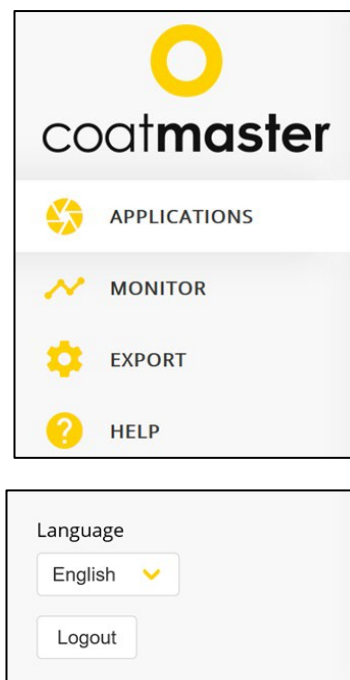 coatmaster
APPLICATIONS
MONITOR
EXPORT
HELP
Language
English
Logout